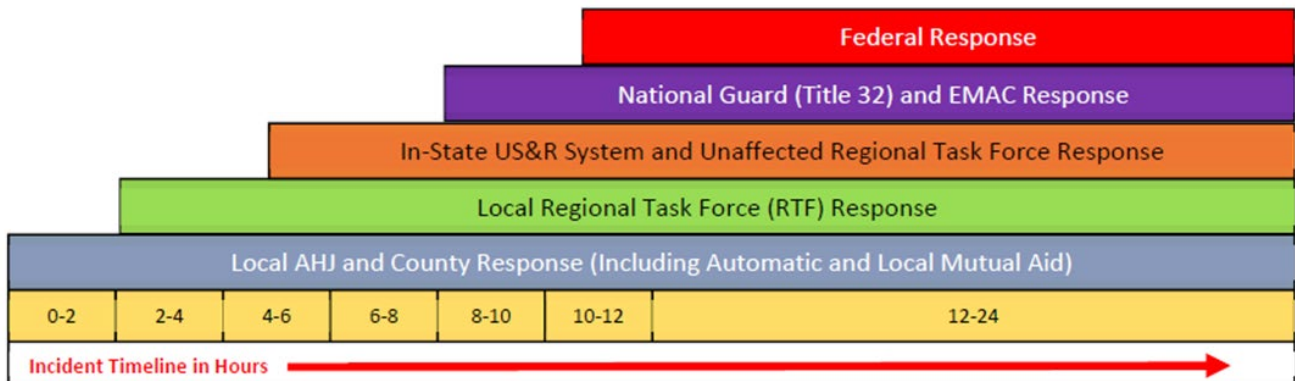 Federal Response
National Guard (Title 32) and EMAC Response
In-State US&R System and Unaffected Regional Task Force Response
Local Regional Task Force (RTF) Response
Local AHJ and County Response (Including Automatic and Local Mutual Aid)
0-2 2-4 4-6 6-8 8-10 10-12 12-24
Incident Timeline in Hours